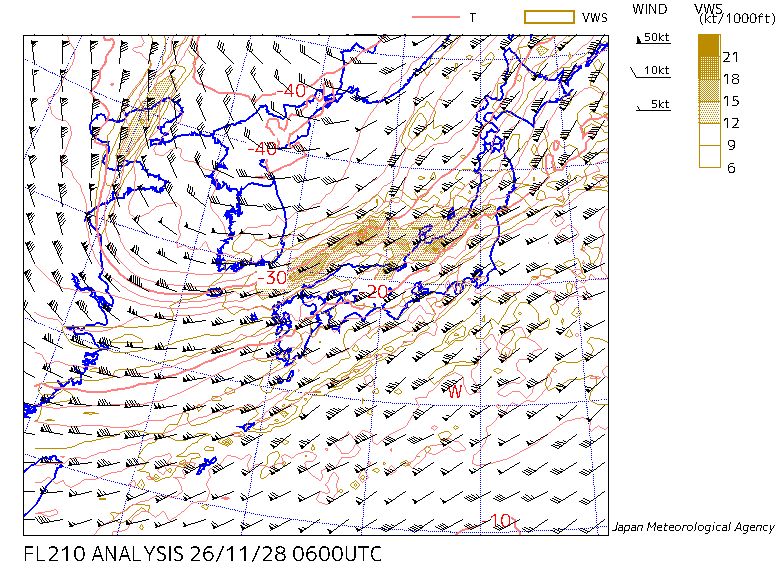 T VWS WIND VWS
(kt/1000ft)
50kt
21
10kt
18
15
5kt
12
9
6
-40
-40
-30
-20
W
-10
Japan Meteorological Agency
FL210 ANALYSIS 26/11/28 0600UTC